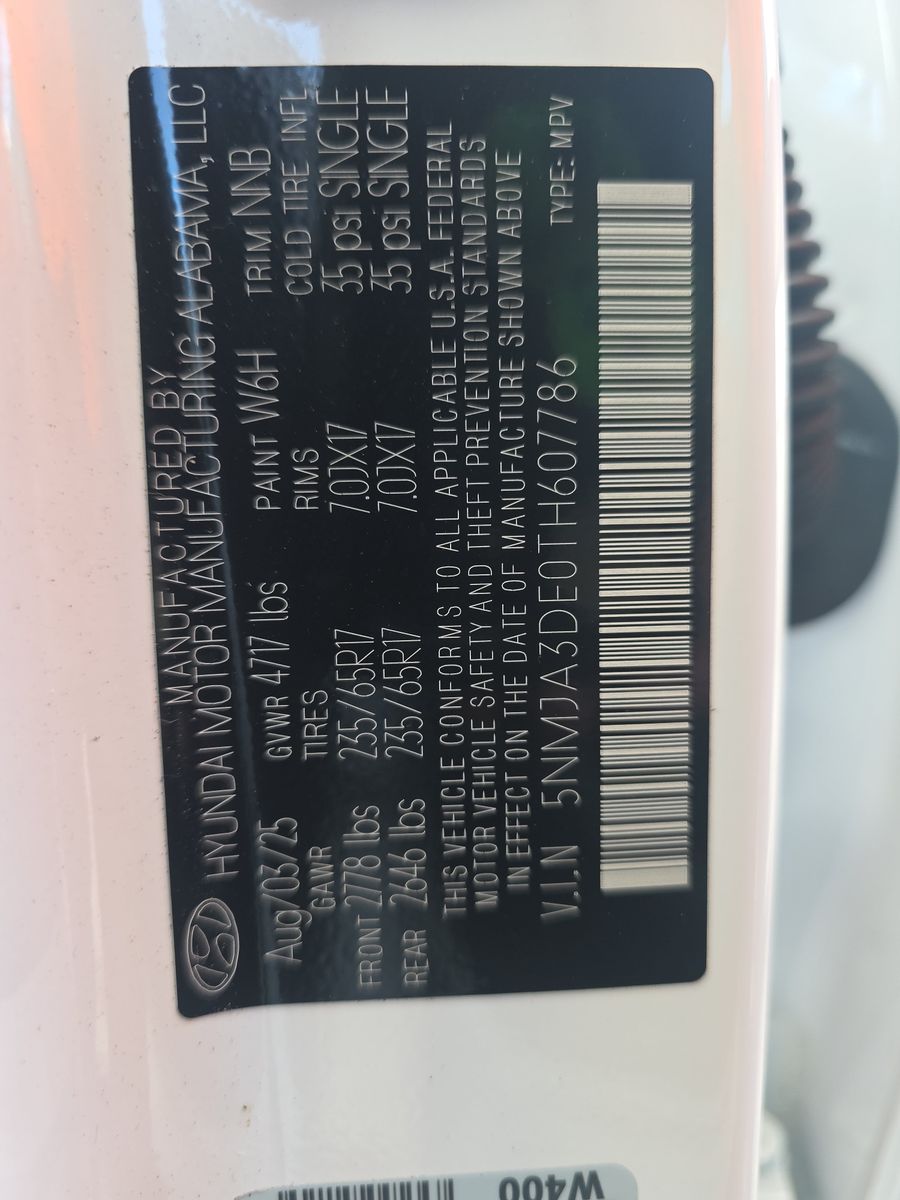 MANUFACTURED BY
HYUNDAI MOTOR MANUFACTURING ALABAMA, LLC
Aug/03/25 GVWR 4717 lbs PAINT W6H TRIM NNB
GAWR TIRES RIMS COLD TIRE INFL
FRONT 2778 lbs 235/65R17 7.0JX17 35 psi SINGLE
REAR 2646 lbs 235/65R17 7.0JX17 35 psi SINGLE
THIS VEHICLE CONFORMS TO ALL APPLICABLE U.S.A. FEDERAL
MOTOR VEHICLE SAFETY AND THEFT PREVENTION STANDARDS
IN EFFECT ON THE DATE OF MANUFACTURE SHOWN ABOVE
V.I.N 5NMJA3DE0TH607786 TYPE: MPV
W400